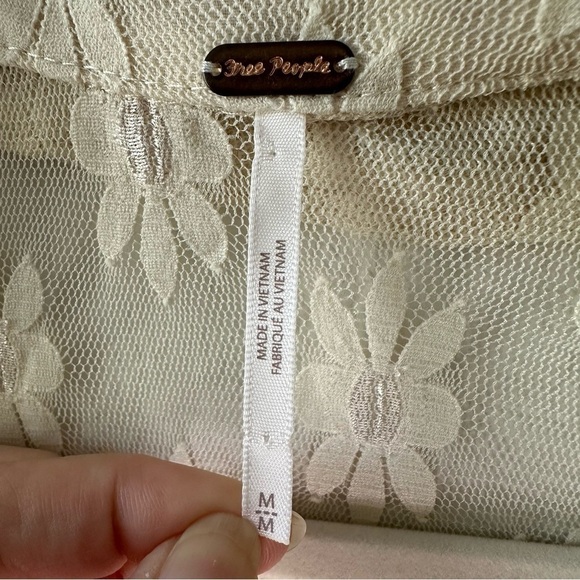 Free People
MADE IN VIETNAM
FABRIQUÉ AU VIETNAM
M
M